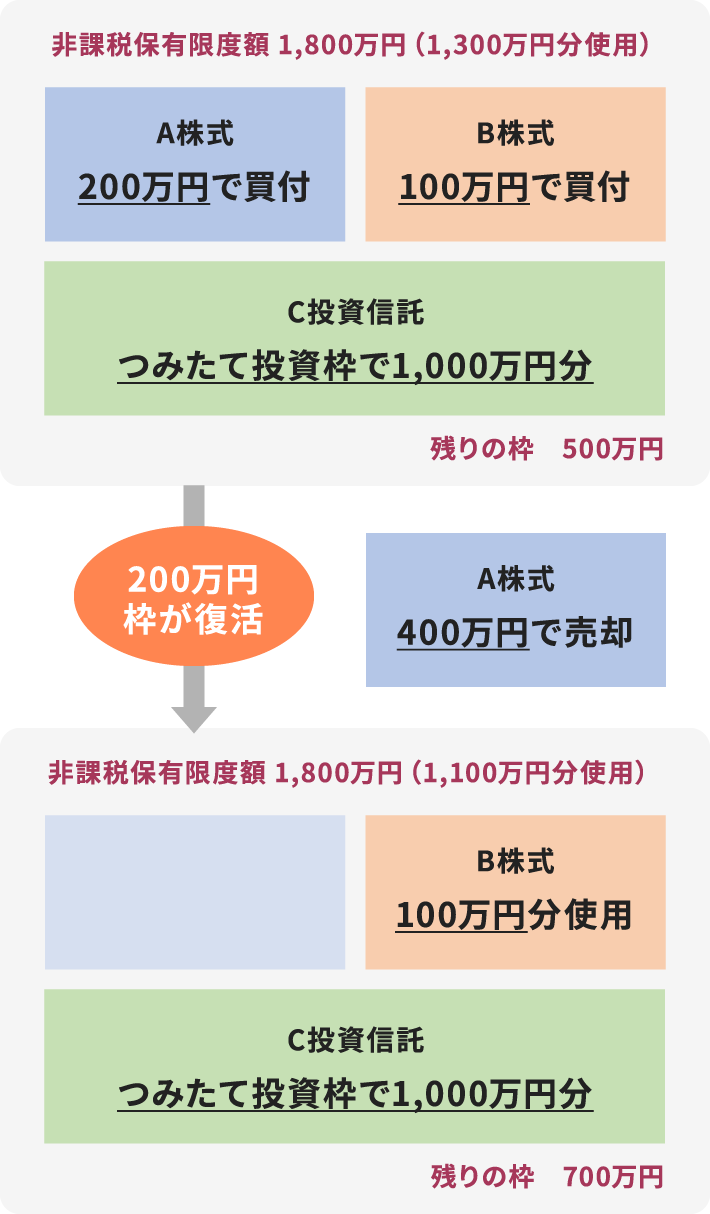 非課税保有限度額 1,800万円（1,300万円分使用）
A株式
200万円で買付
B株式
100万円で買付
C投資信託
つみたて投資枠で1,000万円分
残りの枠　500万円
200万円
枠が復活
A株式
400万円で売却
非課税保有限度額 1,800万円（1,100万円分使用）
B株式
100万円分使用
C投資信託
つみたて投資枠で1,000万円分
残りの枠　700万円